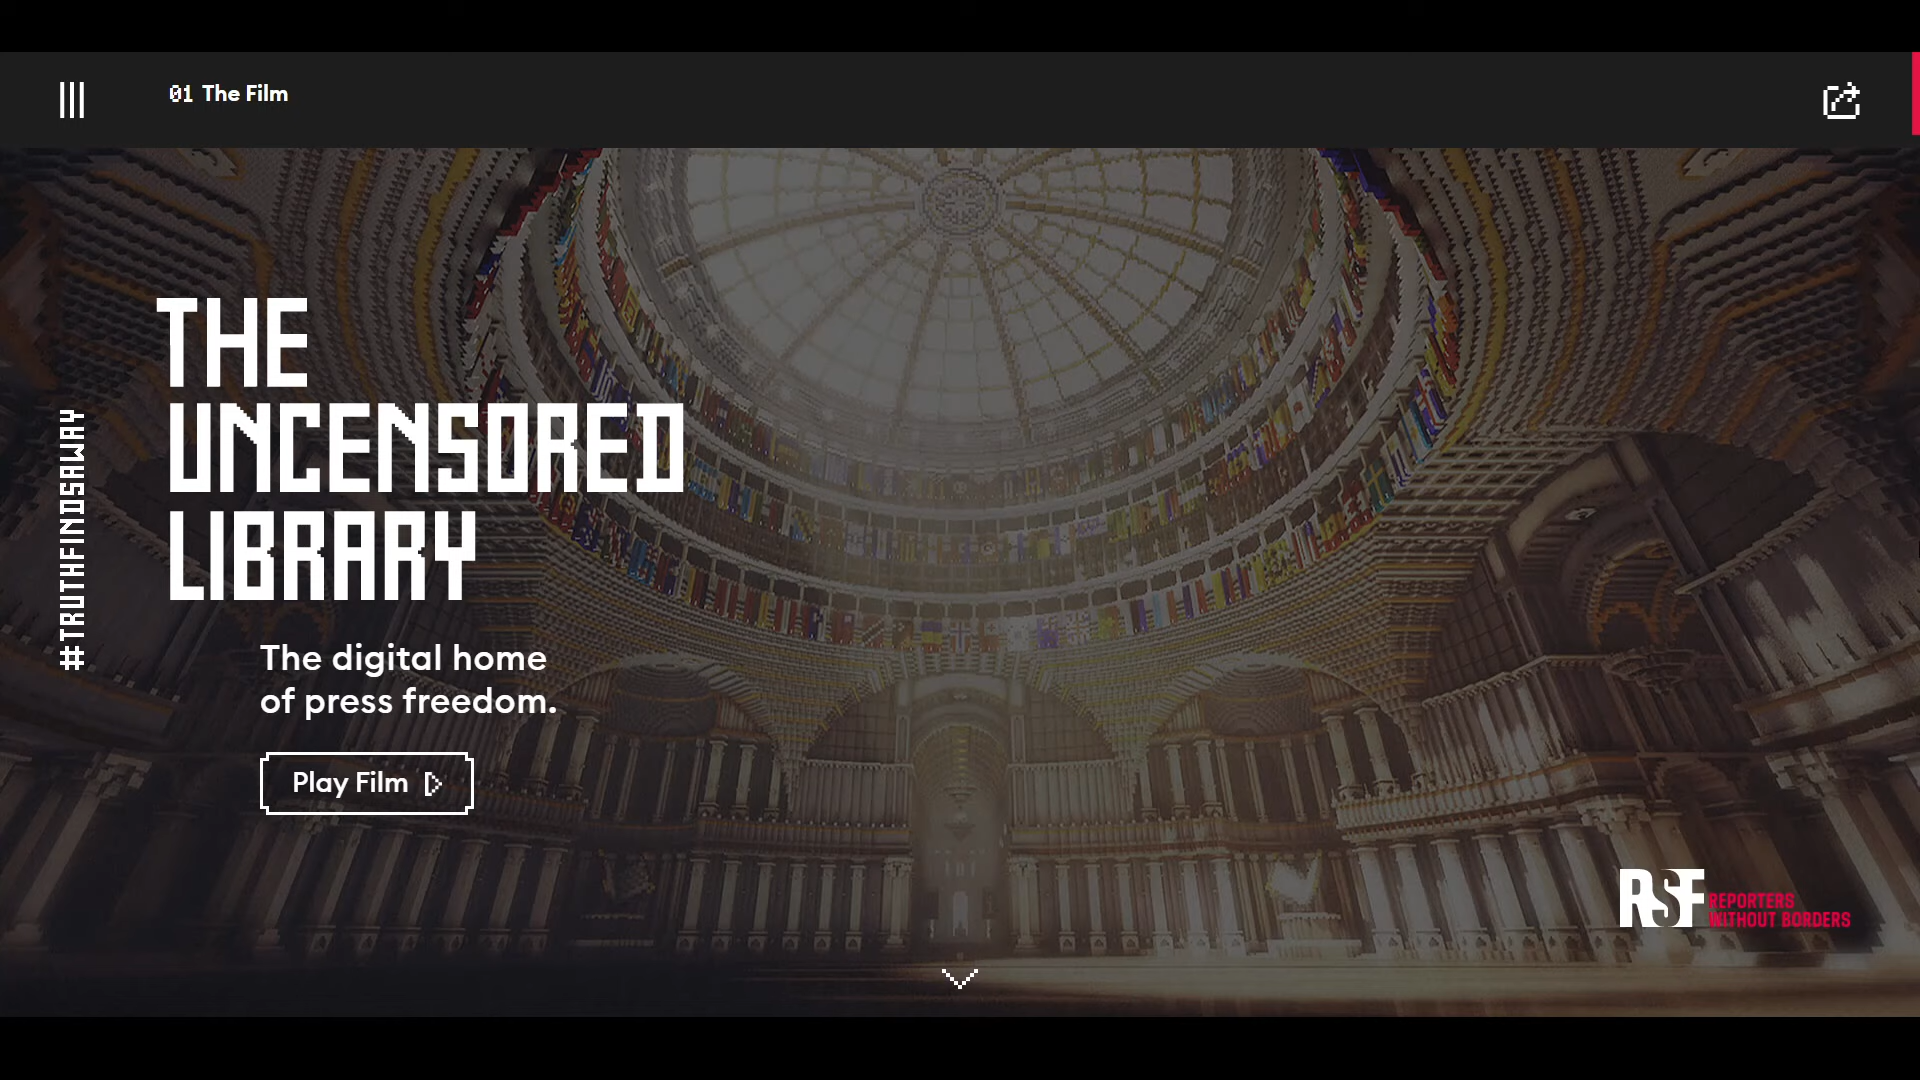 01 The Film
THE
UNCENSORED
LIBRARY
#TRUTHFINDSAWAY
The digital home
of press freedom.
Play Film
RSF REPORTERS
WITHOUT BORDERS